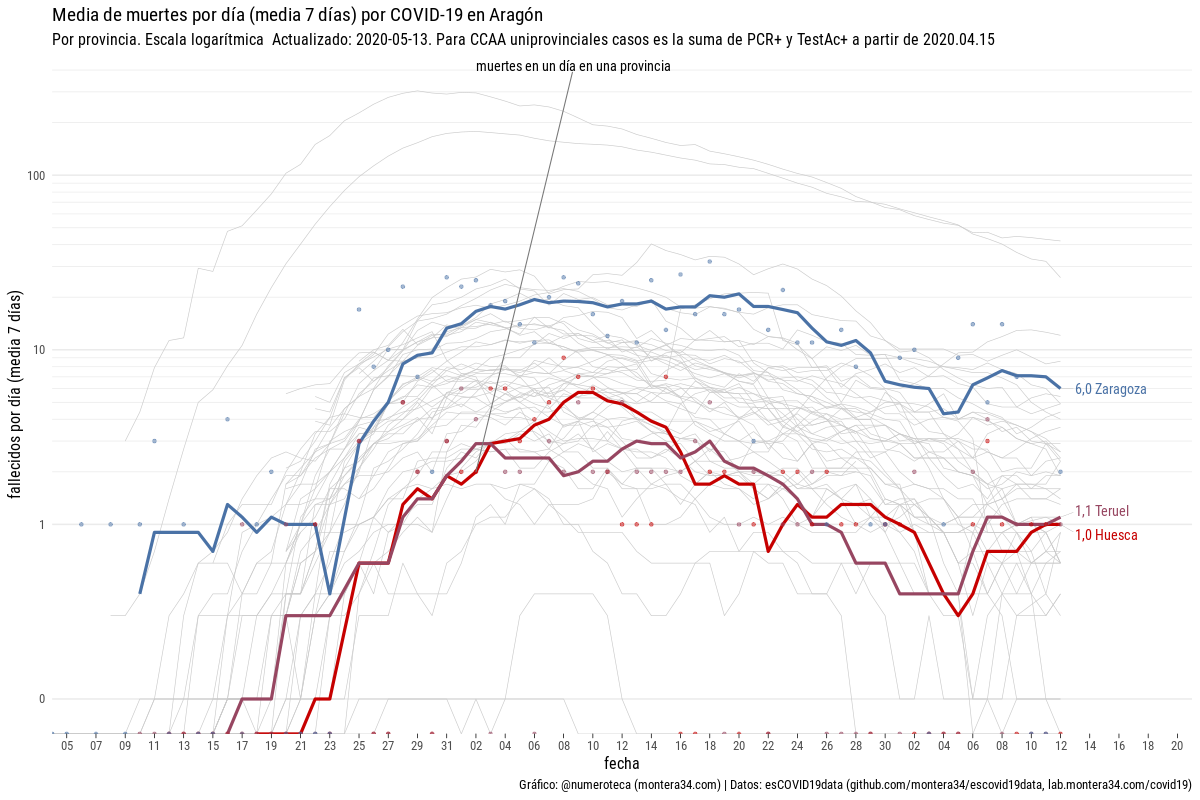 Media de muertes por día (media 7 días) por COVID-19 en Aragón
Por provincia. Escala logarítmica  Actualizado: 2020-05-13. Para CCAA uniprovinciales casos es la suma de PCR+ y TestAc+ a partir de 2020.04.15
muertes en un día en una provincia
fallecidos por día (media  7 días)
100
10
1
0
6,0 Zaragoza
1,1 Teruel
1,0 Huesca
05 07 09 11 13 15 17 19 21 23 25 27 29 31 02 04 06 08 10 12 14 16 18 20 22 24 26 28 30 02 04 06 08 10 12 14 16 18 20
fecha
Gráfico: @numeroteca (montera34.com) | Datos: esCOVID19data (github.com/montera34/escovid19data, lab.montera34.com/covid19)